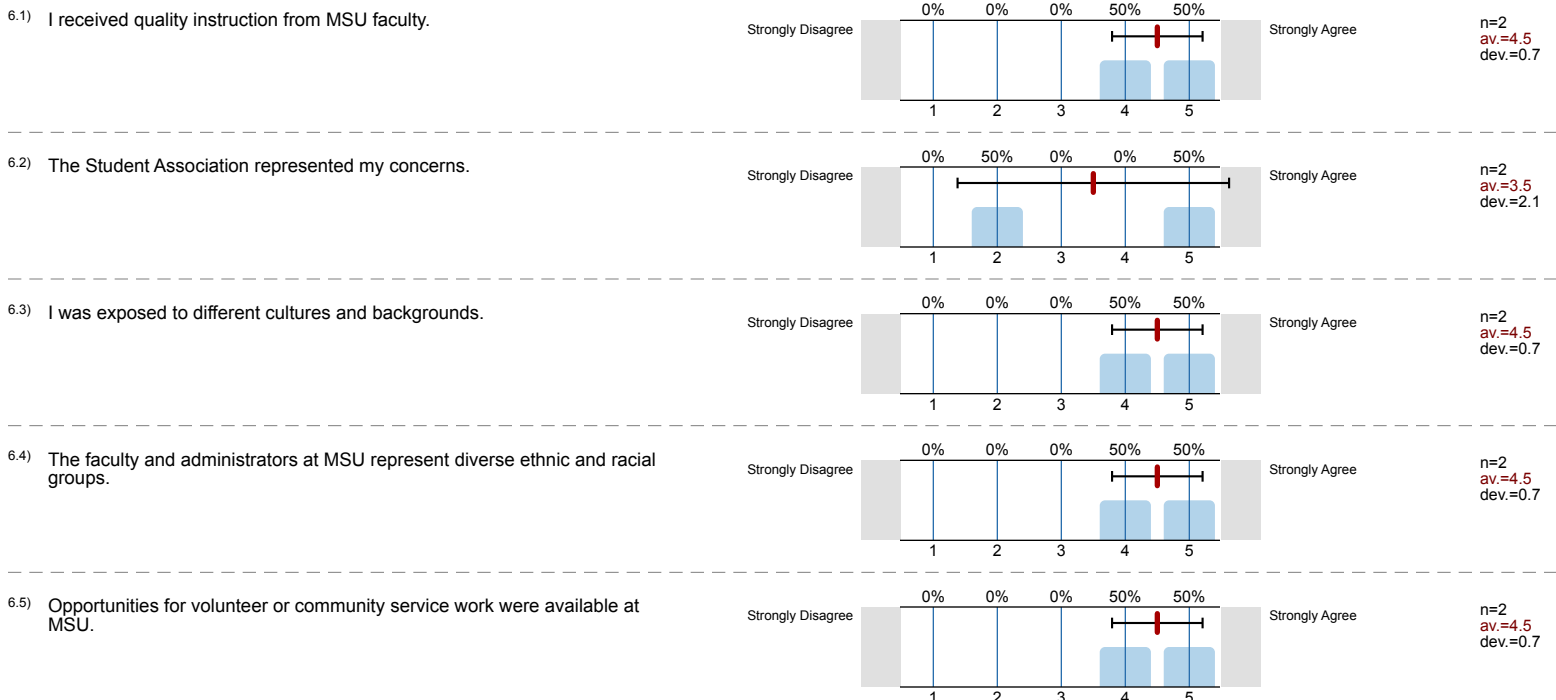 6.1) I received quality instruction from MSU faculty.
0% 0% 0% 50% 50%
Strongly Disagree Strongly Agree
n=2
av.=4.5
dev.=0.7
1 2 3 4 5
6.2) The Student Association represented my concerns.
0% 50% 0% 0% 50%
Strongly Disagree Strongly Agree
n=2
av.=3.5
dev.=2.1
1 2 3 4 5
6.3) I was exposed to different cultures and backgrounds.
0% 0% 0% 50% 50%
Strongly Disagree Strongly Agree
n=2
av.=4.5
dev.=0.7
1 2 3 4 5
6.4) The faculty and administrators at MSU represent diverse ethnic and racial
groups.
0% 0% 0% 50% 50%
Strongly Disagree Strongly Agree
n=2
av.=4.5
dev.=0.7
1 2 3 4 5
6.5) Opportunities for volunteer or community service work were available at
MSU.
0% 0% 0% 50% 50%
Strongly Disagree Strongly Agree
n=2
av.=4.5
dev.=0.7
1 2 3 4 5